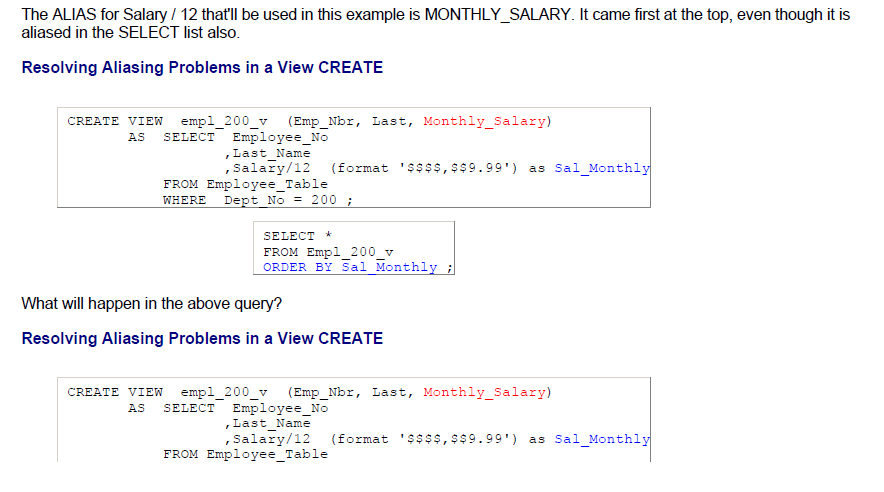 The ALIAS for Salary / 12 that'll be used in this example is MONTHLY_SALARY. It came first at the top, even though it is
aliased in the SELECT list also.
Resolving Aliasing Problems in a View CREATE
CREATE VIEW empl_200_v (Emp_Nbr, Last, Monthly_Salary)
AS SELECT Employee_No
,Last_Name
,Salary/12 (format '$$$$,$$9.99') as Sal_Monthly
FROM Employee_Table
WHERE Dept_No = 200 ;
SELECT *
FROM Empl_200_v
ORDER BY Sal_Monthly ;
What will happen in the above query?
Resolving Aliasing Problems in a View CREATE
CREATE VIEW empl_200_v (Emp_Nbr, Last, Monthly_Salary)
AS SELECT Employee_No
,Last_Name
,Salary/12 (format '$$$$,$$9.99') as Sal_Monthly
FROM Employee_Table